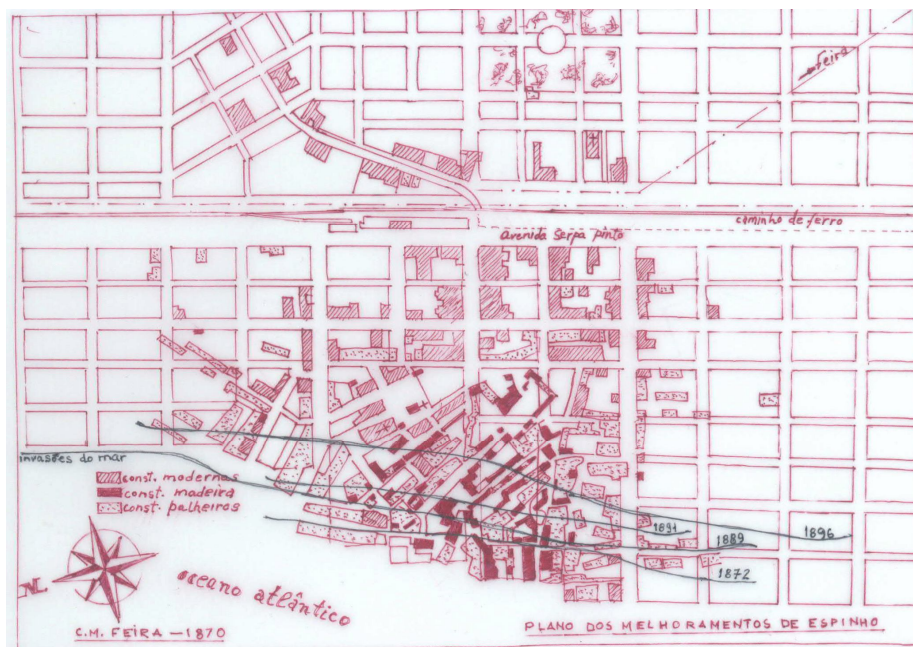 feira
caminho de ferro
avenida serpa pinto
invasões do mar
const. modernas
const. madeira
const. palheiros
1891
1889
1896
1872
N
oceano atlântico
C.M. FEIRA - 1870
PLANO DOS MELHORAMENTOS DE ESPINHO